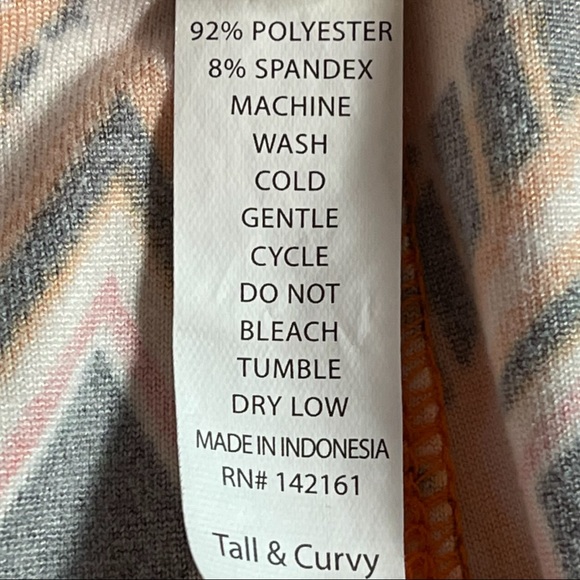 92% POLYESTER
8% SPANDEX
MACHINE
WASH
COLD
GENTLE
CYCLE
DO NOT
BLEACH
TUMBLE
DRY LOW
MADE IN INDONESIA
RN# 142161
Tall & Curvy